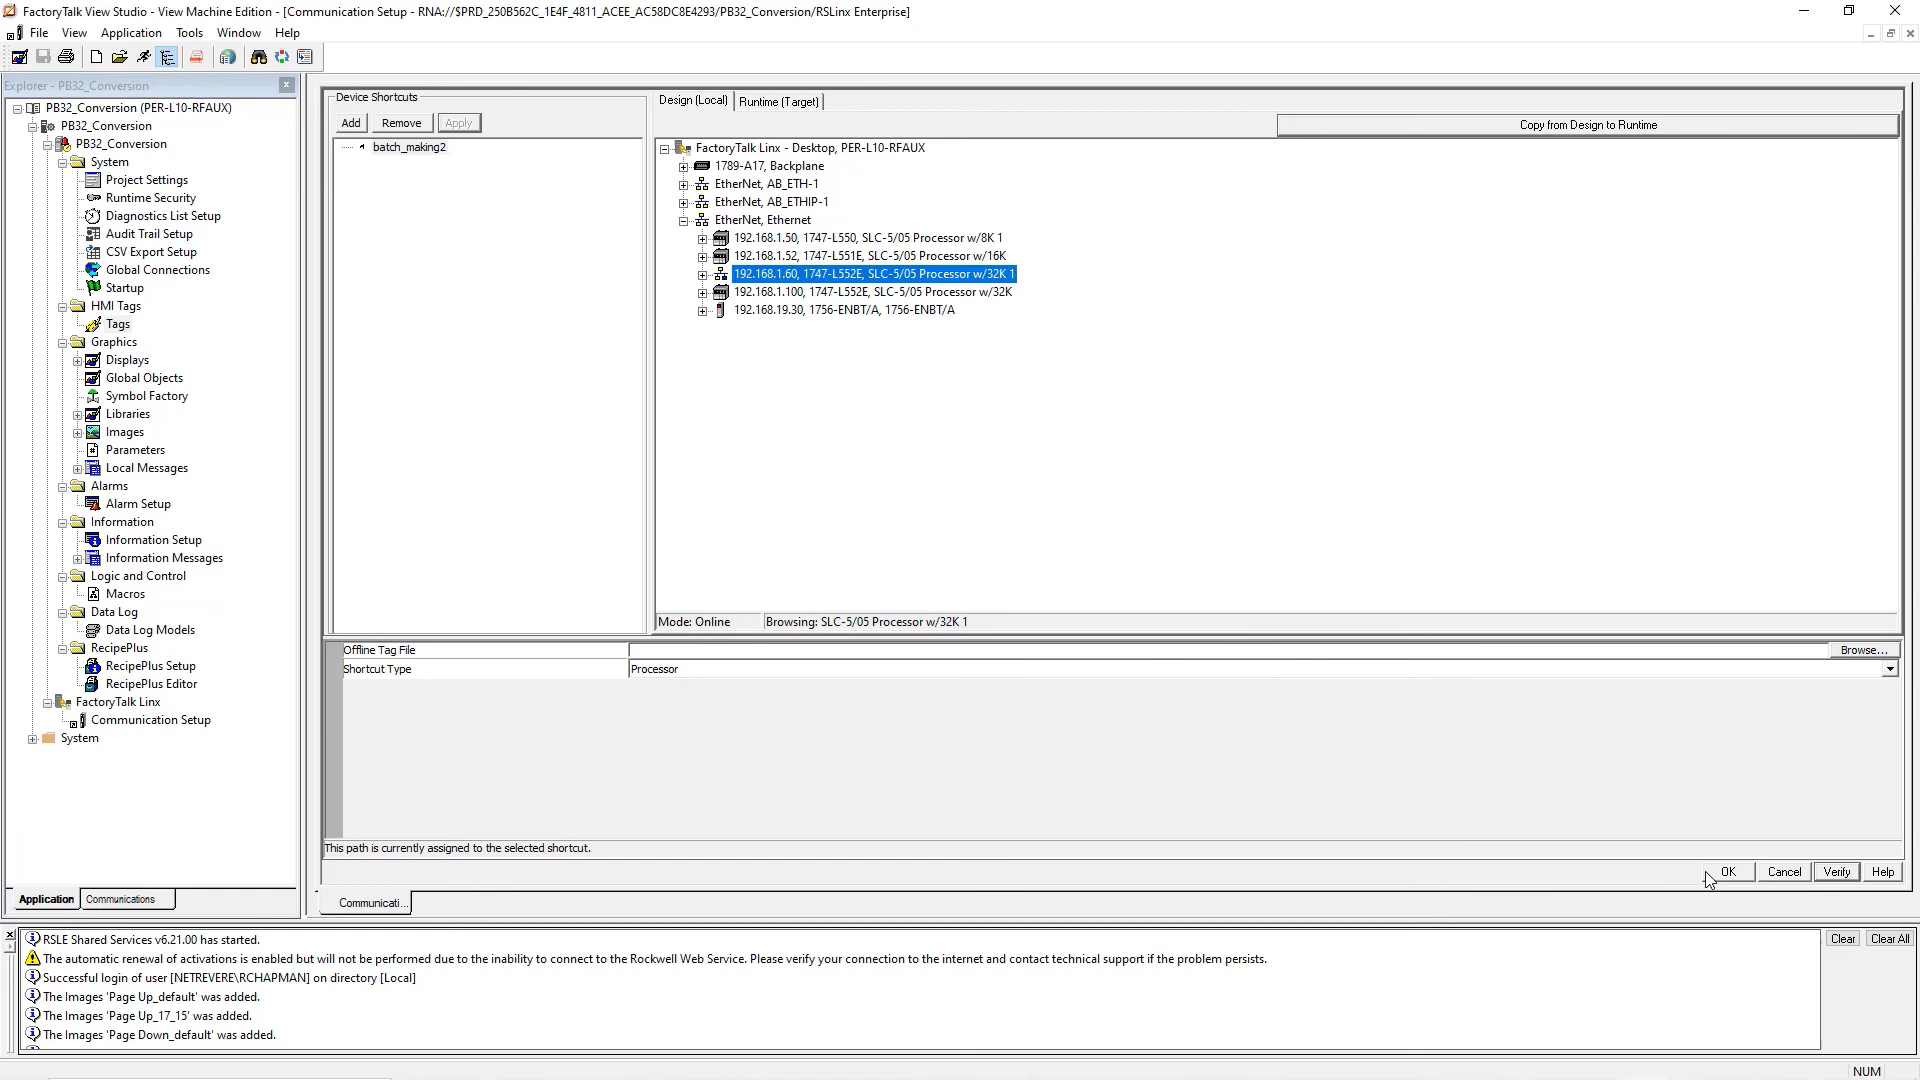 FactoryTalk View Studio - View Machine Edition - [Communication Setup - RNA://$PRD_250B562C_1E4F_4811_ACEE_AC58DC8E4293/PB32_Conversion/RSLinx Enterprise]
File View Application Tools Window Help
Explorer - PB32_Conversion
PB32_Conversion (PER-L10-RFAUX)
PB32_Conversion
PB32_Conversion
System
Project Settings
Runtime Security
Diagnostics List Setup
Audit Trail Setup
CSV Export Setup
Global Connections
Startup
HMI Tags
Tags
Graphics
Displays
Global Objects
Symbol Factory
Libraries
Images
Parameters
Local Messages
Alarms
Alarm Setup
Information
Information Setup
Information Messages
Logic and Control
Macros
Data Log
Data Log Models
RecipePlus
RecipePlus Setup
RecipePlus Editor
FactoryTalk Linx
Communication Setup
System
Application Communications
Device Shortcuts
Add Remove Apply
batch_making2
Design (Local) Runtime (Target)
Copy from Design to Runtime
FactoryTalk Linx - Desktop, PER-L10-RFAUX
1789-A17, Backplane
EtherNet, AB_ETH-1
EtherNet, AB_ETHIP-1
EtherNet, Ethernet
192.168.1.50, 1747-L550, SLC-5/05 Processor w/8K 1
192.168.1.52, 1747-L551E, SLC-5/05 Processor w/16K
192.168.1.60, 1747-L552E, SLC-5/05 Processor w/32K 1
192.168.1.100, 1747-L552E, SLC-5/05 Processor w/32K
192.168.19.30, 1756-ENBT/A, 1756-ENBT/A
Mode: Online Browsing: SLC-5/05 Processor w/32K 1
Offline Tag File Browse...
Shortcut Type Processor
This path is currently assigned to the selected shortcut.
OK Cancel Verify Help
Communicati...
RSLE Shared Services v6.21.00 has started.
The automatic renewal of activations is enabled but will not be performed due to the inability to connect to the Rockwell Web Service. Please verify your connection to the internet and contact technical support if the problem persists.
Successful login of user [NETREVERE\RCHAPMAN] on directory [Local]
The Images 'Page Up_default' was added.
The Images 'Page Up_17_15' was added.
The Images 'Page Down_default' was added.
Clear Clear All
NUM